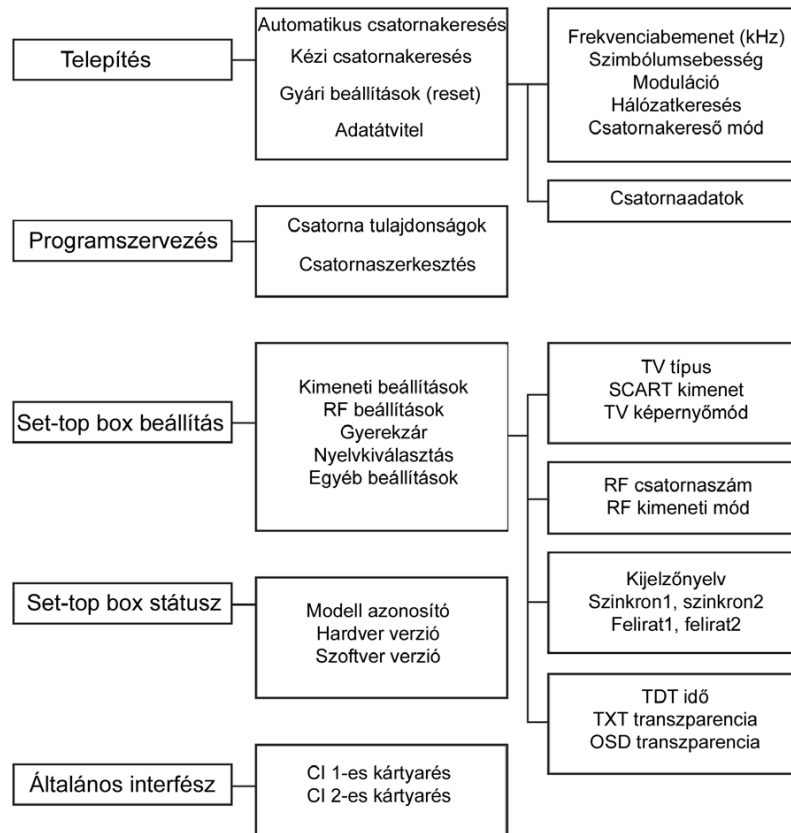 Telepítés
Automatikus csatornakeresés
Kézi csatornakeresés
Gyári beállítások (reset)
Adatátvitel
Frekvenciabemenet (kHz)
Szimbólumsebesség
Moduláció
Hálózatkeresés
Csatornakereső mód
Csatornaadatok
Programszervezés
Csatorna tulajdonságok
Csatornaszerkesztés
Set-top box beállítás
Kimeneti beállítások
RF beállítások
Gyerekzár
Nyelvkiválasztás
Egyéb beállítások
TV típus
SCART kimenet
TV képernyőmód
RF csatornaszám
RF kimeneti mód
Kijelzőnyelv
Szinkron1, szinkron2
Felirat1, felirat2
TDT idő
TXT transzparencia
OSD transzparencia
Set-top box státusz
Modell azonosító
Hardver verzió
Szoftver verzió
Általános interfész
CI 1-es kártyarés
CI 2-es kártyarés